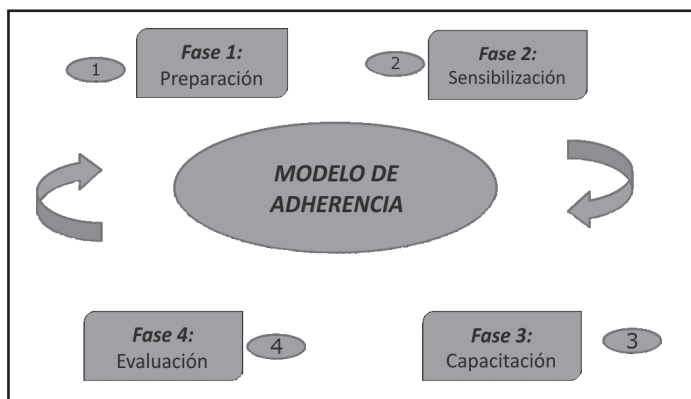 1
Fase 1:
Preparación
2
Fase 2:
Sensibilización
MODELO DE
ADHERENCIA
Fase 4:
Evaluación
4
Fase 3:
Capacitación
3